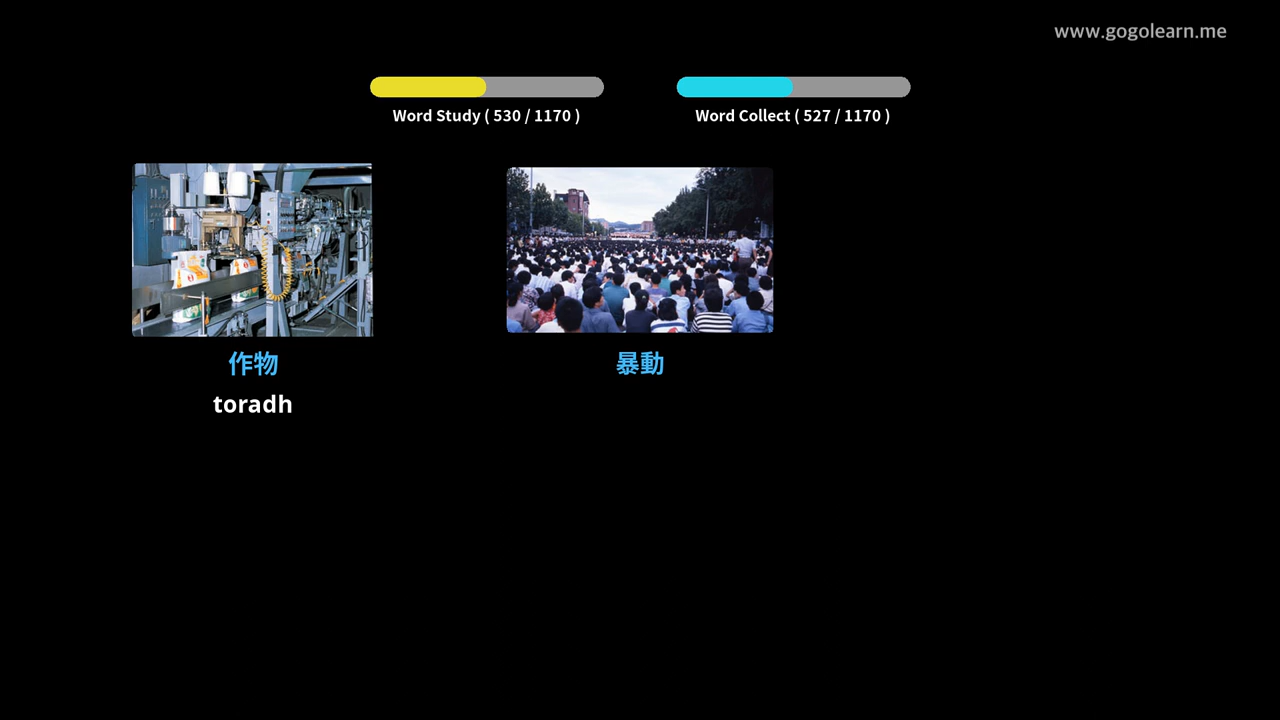 www.gogolearn.me
Word Study ( 530 / 1170 )
Word Collect ( 527 / 1170 )
作物
暴動
toradh